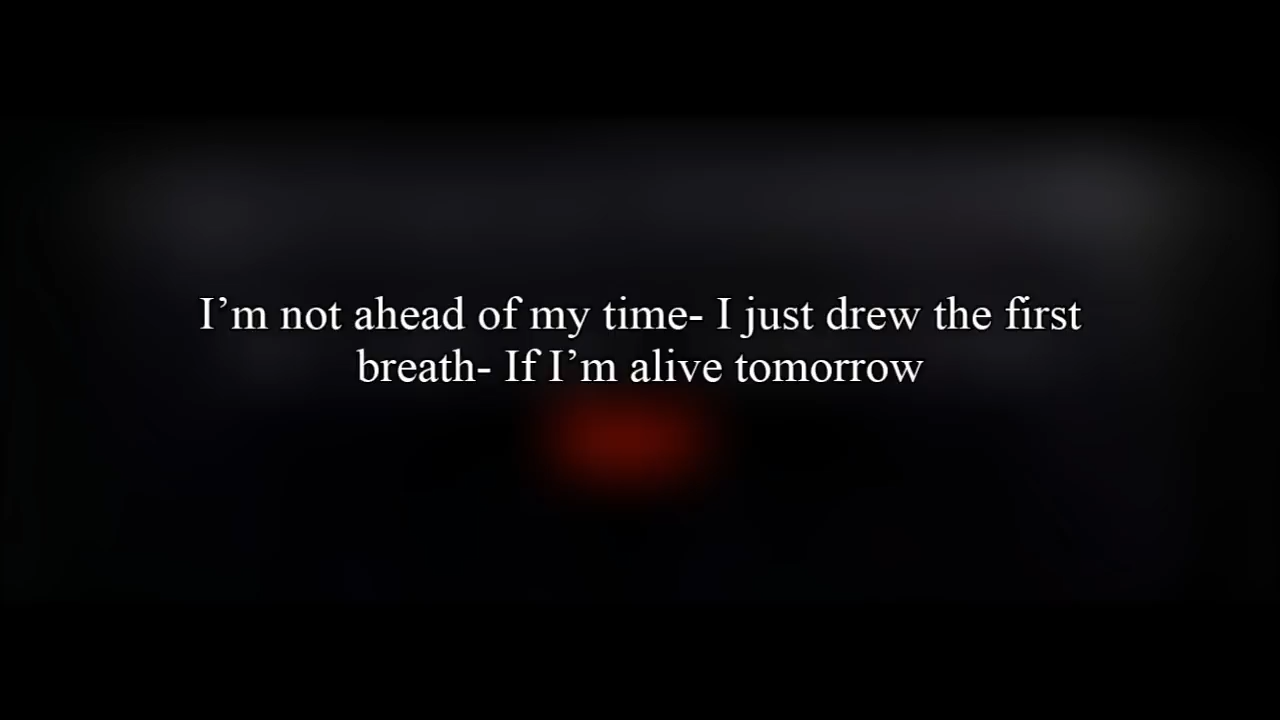 I’m not ahead of my time- I just drew the first
breath- If I’m alive tomorrow